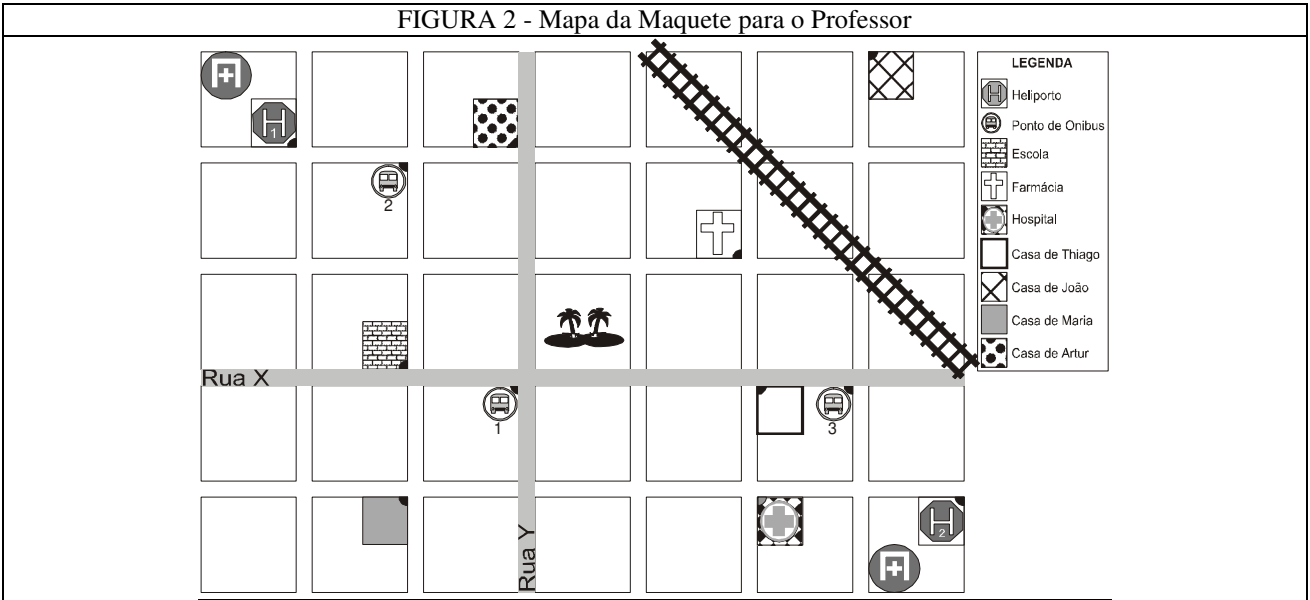 FIGURA 2 - Mapa da Maquete para o Professor
LEGENDA
H Heliporto
Ponto de Onibus
Escola
Farmácia
Hospital
Casa de Thiago
Casa de João
Casa de Maria
Casa de Artur
H
1
2
Rua X
1
3
Rua Y
H
2